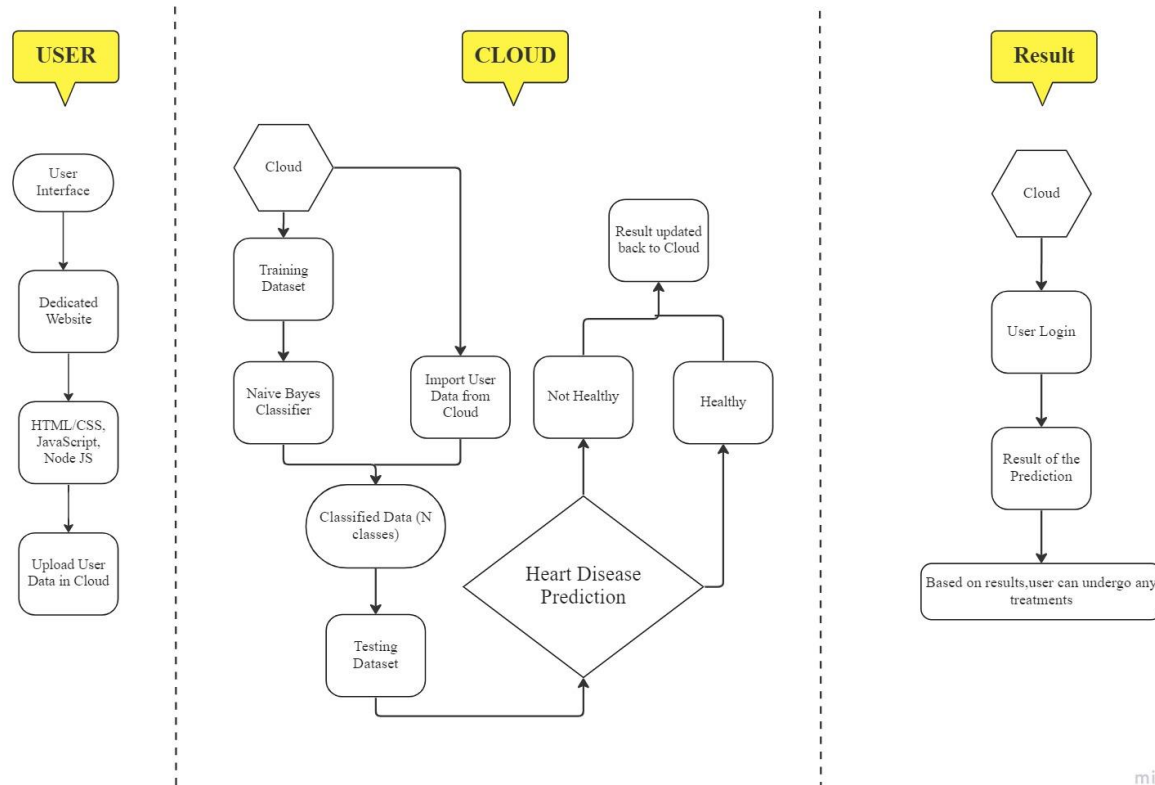 USER
User
Interface
Dedicated
Website
HTML/CSS,
JavaScript,
Node JS
Upload User
Data in Cloud
CLOUD
Cloud
Training
Dataset
Naive Bayes
Classifier
Import User
Data from
Cloud
Classified Data (N
classes)
Testing
Dataset
Heart Disease
Prediction
Not Healthy
Healthy
Result updated
back to Cloud
Result
Cloud
User Login
Result of the
Prediction
Based on results,user can undergo any
treatments
mi